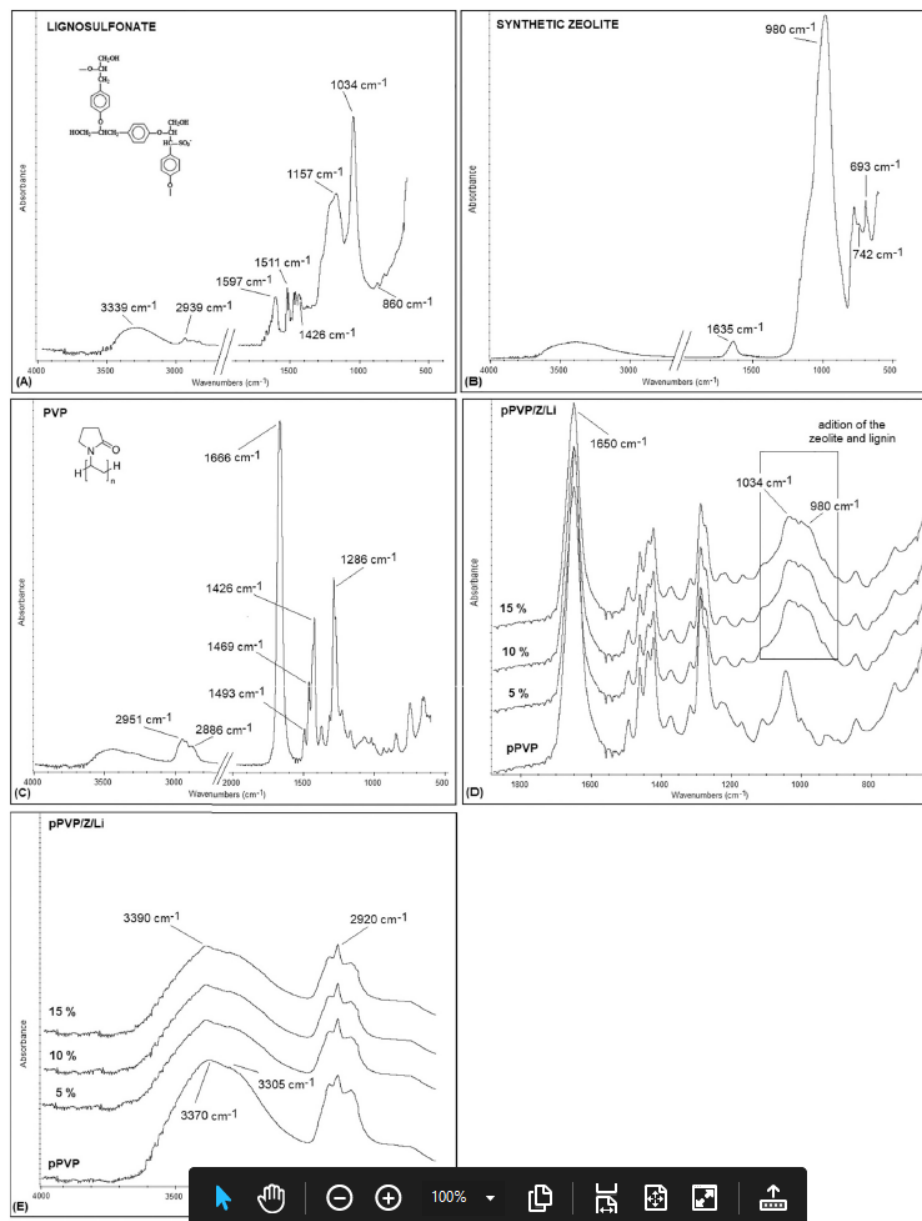 LIGNOSULFONATE
CH₂OH
—O—CH
CH₂
O
HOCH₂—CHCH₂
CH₂OH
O—CH
HC—SO₃⁻
O
Absorbance
3339 cm-1
2939 cm-1
1597 cm-1
1511 cm-1
1426 cm-1
1157 cm-1
1034 cm-1
860 cm-1
4000
3000
1500
1000
500
Wavenumbers (cm-1)
(A)
SYNTHETIC ZEOLITE
Absorbance
980 cm-1
693 cm-1
742 cm-1
1635 cm-1
4000
3000
1500
1000
500
Wavenumbers (cm-1)
(B)
PVP
N
O
H
H
n
Absorbance
1666 cm-1
1426 cm-1
1469 cm-1
1493 cm-1
1286 cm-1
2951 cm-1
2886 cm-1
4000
3000
2000
1500
1000
500
Wavenumbers (cm-1)
(C)
pPVP/Z/Li
adition of the
zeolite and lignin
Absorbance
1650 cm-1
1034 cm-1
980 cm-1
15 %
10 %
5 %
pPVP
1800
1600
1400
1200
1000
800
Wavenumbers (cm-1)
(D)
pPVP/Z/Li
Absorbance
3390 cm-1
2920 cm-1
15 %
10 %
5 %
3305 cm-1
3370 cm-1
pPVP
4000
(E)
100%